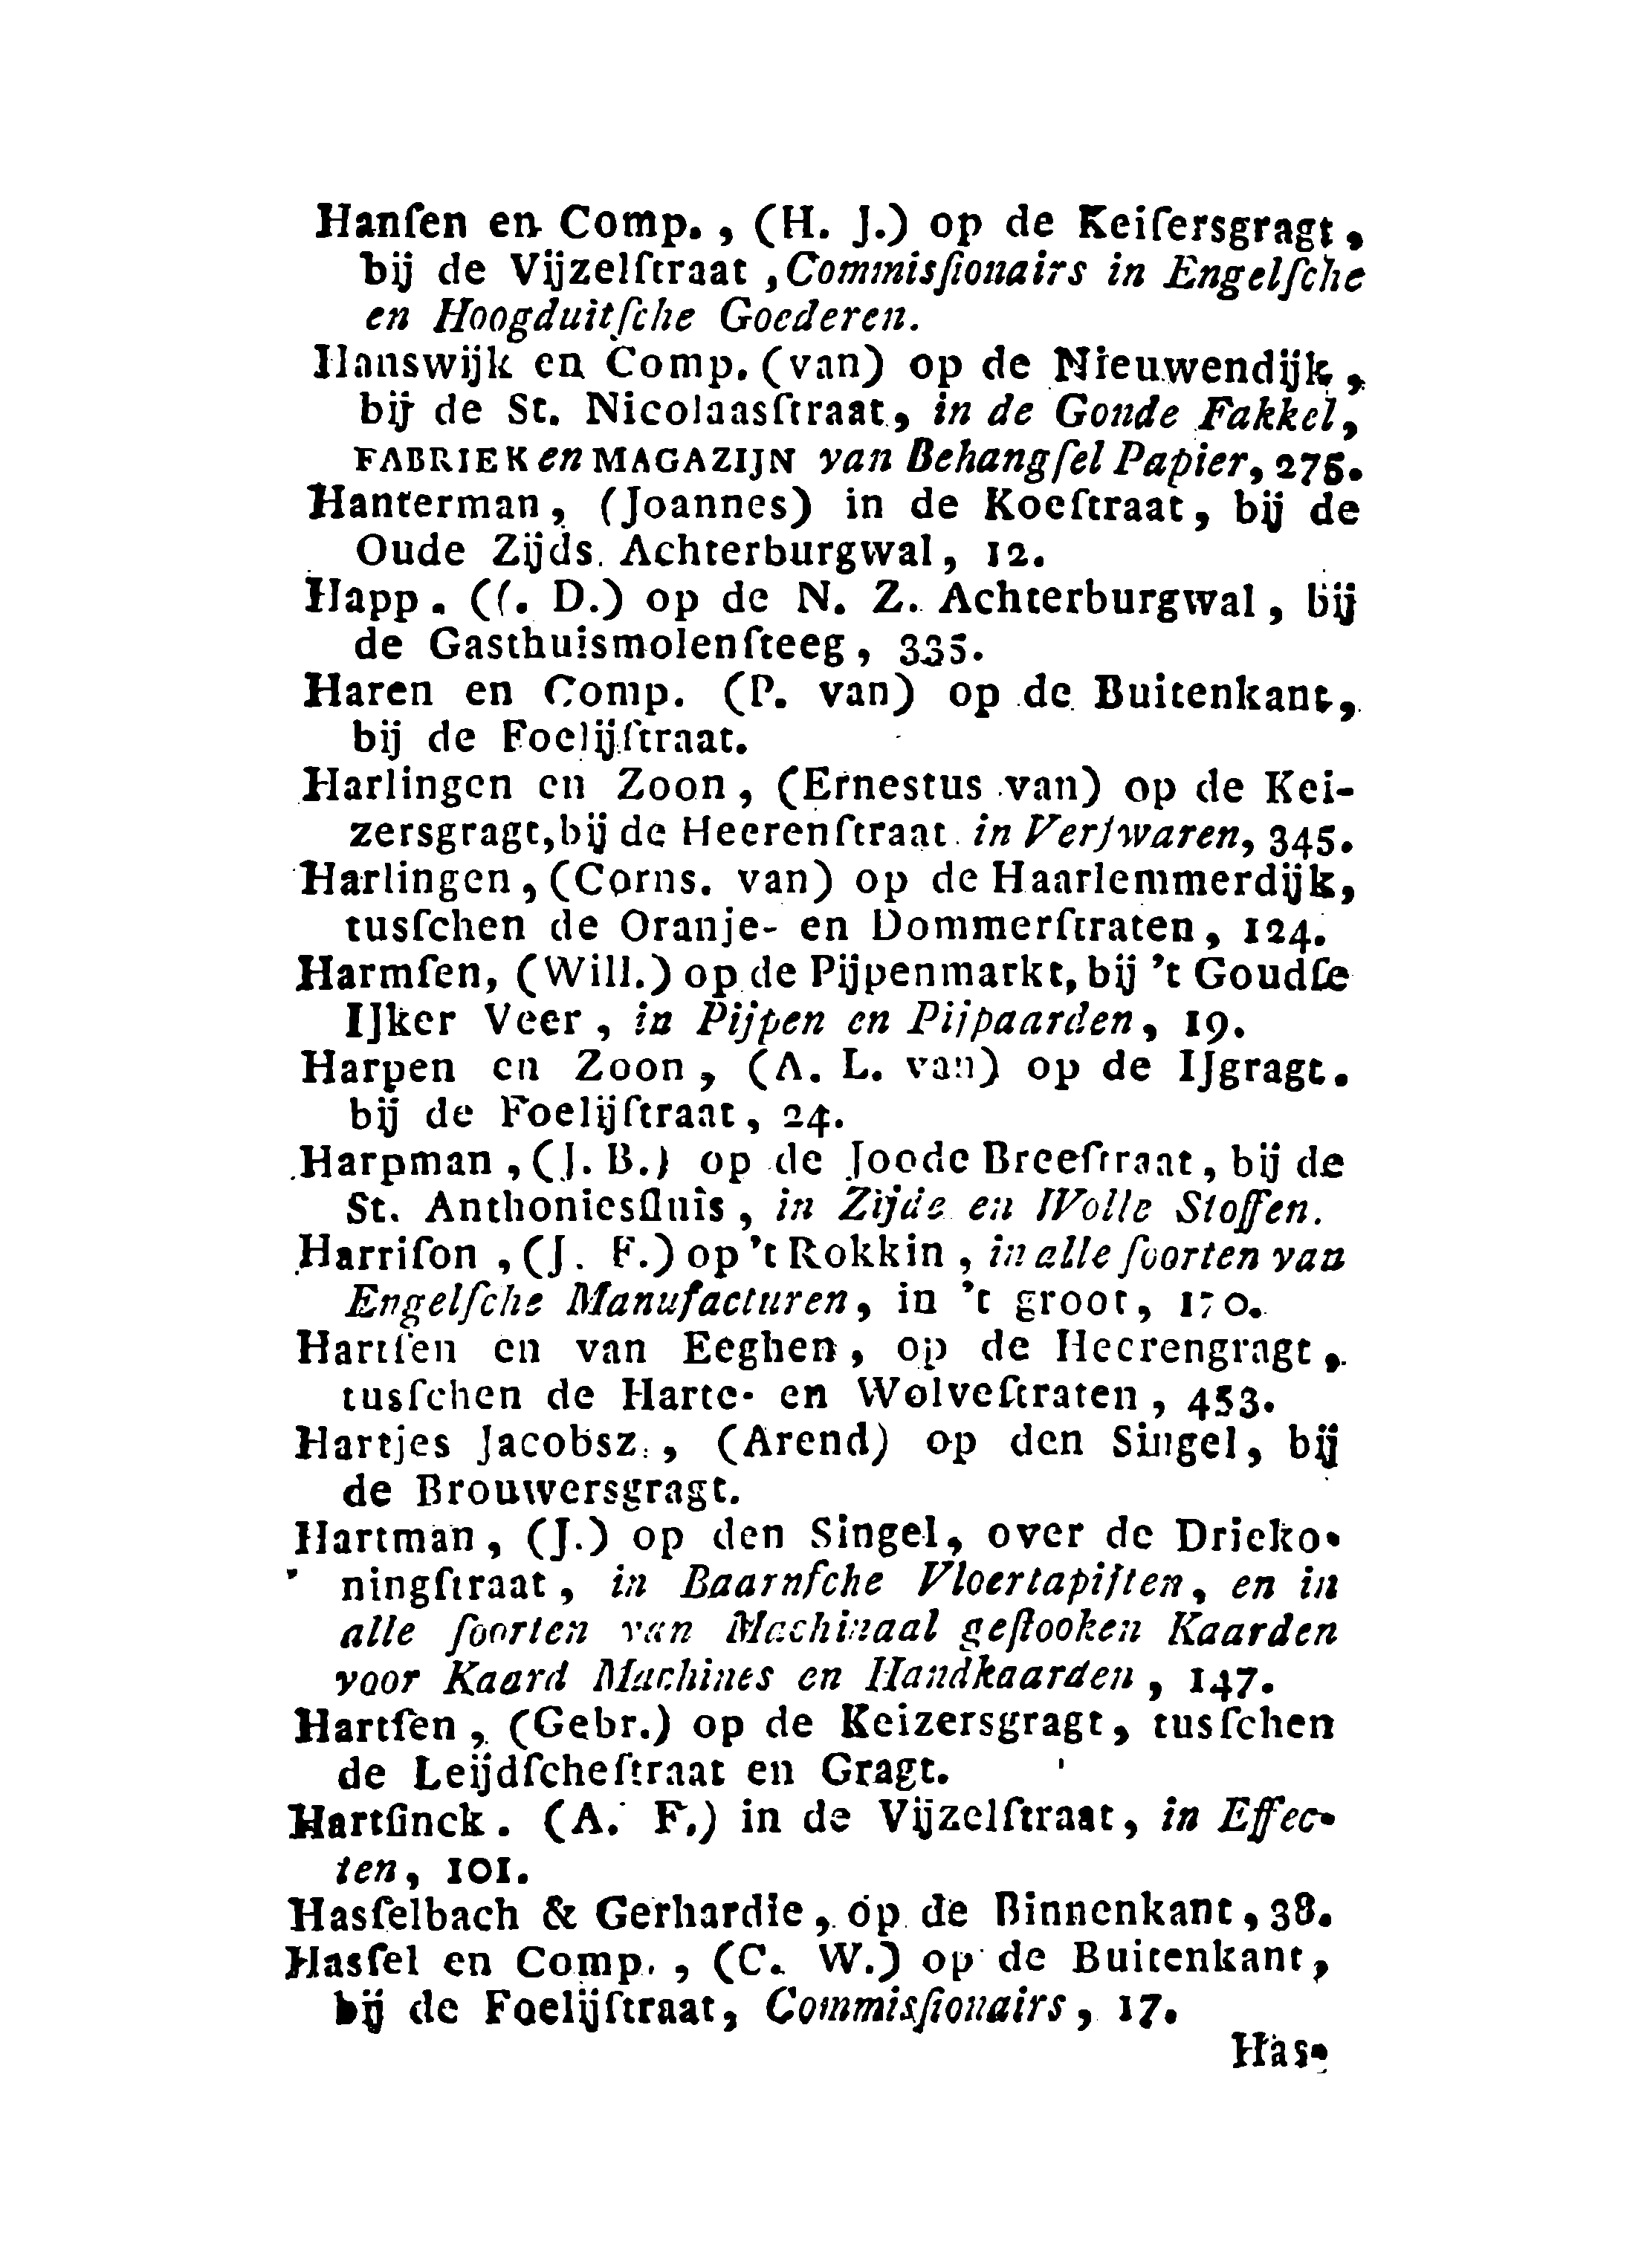 Hanſen en Comp., (H. J.) op de Keiſersgragt,
bij de Vijzelſtraat, Commisſionairs in Engelſche
en Hoogduitſche Goederen.
Hanswijk en Comp. (van) op de Nieuwendijk,
bij de St. Nicolaasſtraat, in de Goude Fakkel,
FABRIEK en MAGAZIJN van Behangſel Papier, 275.
Hanterman, (Joannes) in de Koeſtraat, bij de
Oude Zijds. Achterburgwal, 12.
Happ. ((. D.) op de N. Z. Achterburgwal, bij
de Gasthuismolenſteeg, 335.
Haren en Comp. (P. van) op de Buitenkant,
bij de Foelijſtraat.
Harlingen en Zoon, (Ernestus van) op de Kei-
zersgragt, bij de Heerenſtraat in Verfwaren, 345.
Harlingen, (Corns. van) op de Haarlemmerdijk,
tusſchen de Oranje- en Dommerſtraten, 124.
Harmſen, (Will.) op de Pijpenmarkt, bij 't Goudſe
IJker Veer, in Pijpen en Pijpaarden, 19.
Harpen en Zoon, (A. L. van) op de IJgragt.
bij de Foelijſtraat, 24.
Harpman, (J. B.) op de Joode Breeſtraat, bij de
St. Anthoniesſluis, in Zijde en Wolle Stoffen.
Harriſon, (J. F.) op 't Rokkin, in alle ſoorten van
Engelſche Manufacturen, in 't groot, 170.
Hartſen en van Eeghen, op de Heerengragt,
tusſchen de Harte- en Wolveſtraten, 453.
Hartjes Jacobsz., (Arend) op den Singel, bij
de Brouwersgragt.
Hartman, (J.) op den Singel, over de Drieko-
ningſtraat, in Baarnſche Vloertapijten, en in
alle ſoorten van Machinaal geſtooken Kaarden
voor Kaard Machines en Handkaarden, 147.
Hartſen, (Gebr.) op de Keizersgragt, tusſchen
de Leijdſcheſtraat en Gragt.
Hartſinck. (A. F.) in de Vijzelſtraat, in Effec-
ten, 101.
Hasſelbach & Gerhardie, op de Binnenkant, 38.
Hasſel en Comp., (C. W.) op de Buitenkant,
bij de Foelijſtraat, Commisſionairs, 17.
Has-